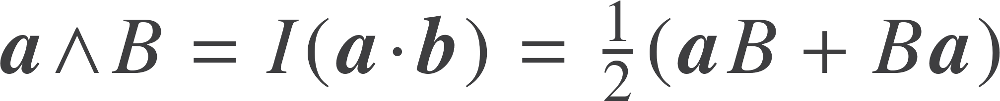 𝒂 ∧ B = I(𝒂 · 𝒃) = ½(𝒂B + B𝒂)